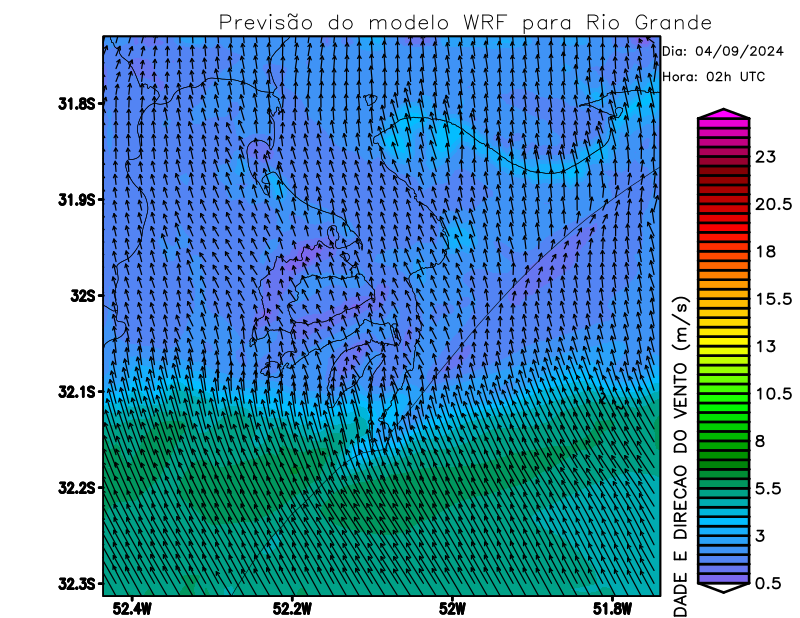 Previsão do modelo WRF para Rio Grande
Dia: 04/09/2024
Hora: 02h UTC
31.8S
31.9S
32S
32.1S
32.2S
32.3S
52.4W
52.2W
52W
51.8W
23
20.5
18
15.5
13
10.5
8
5.5
3
0.5
DADE E DIRECAO DO VENTO (m/s)